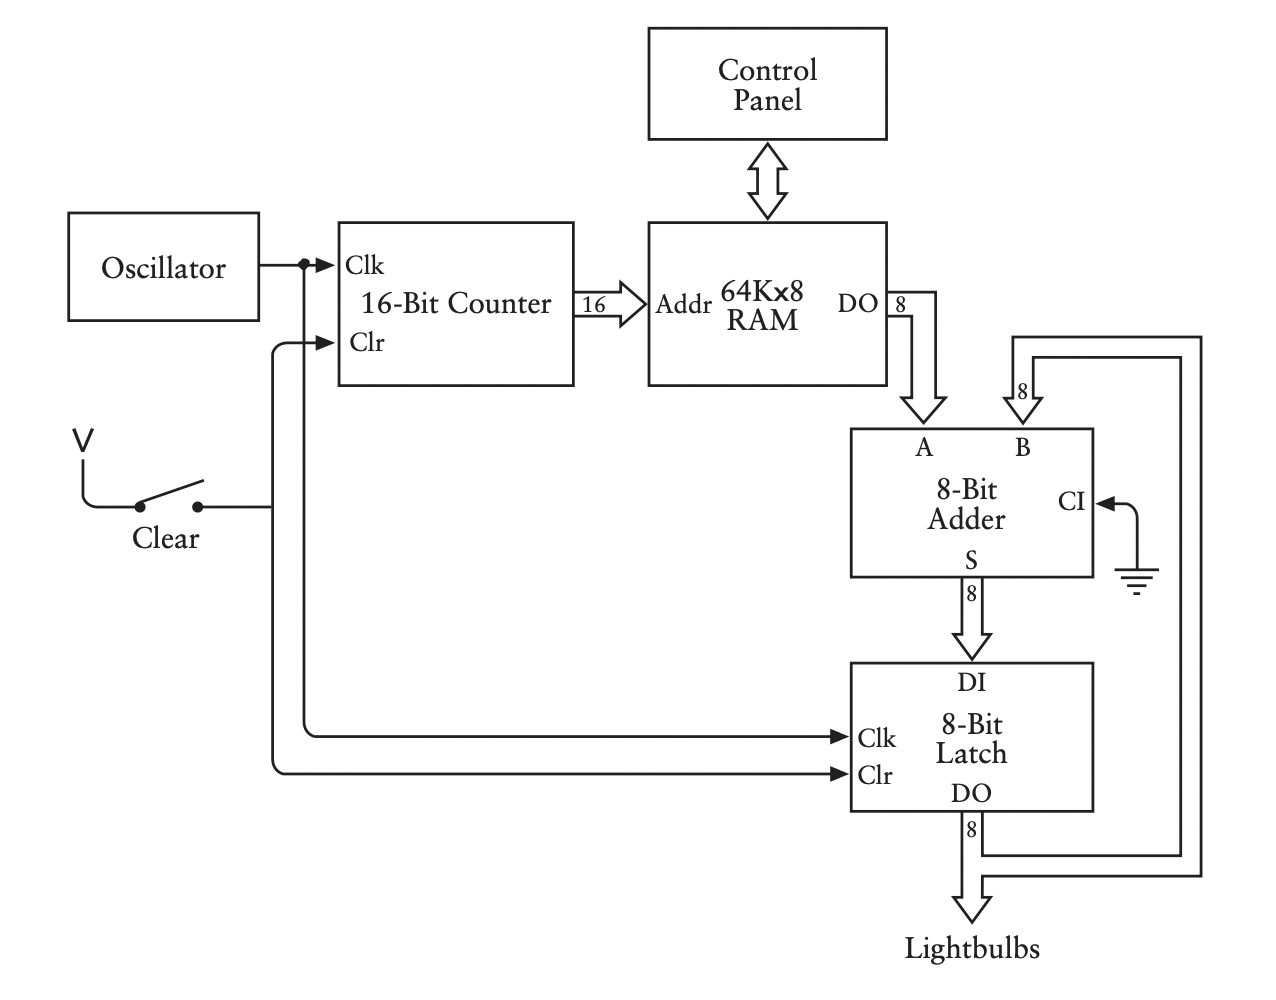 Control
Panel
Oscillator
Clk
16-Bit Counter
Clr
16
Addr
64Kx8
RAM
DO
8
8
V
Clear
A
B
8-Bit
Adder
CI
S
8
DI
8-Bit
Latch
Clk
Clr
DO
8
Lightbulbs